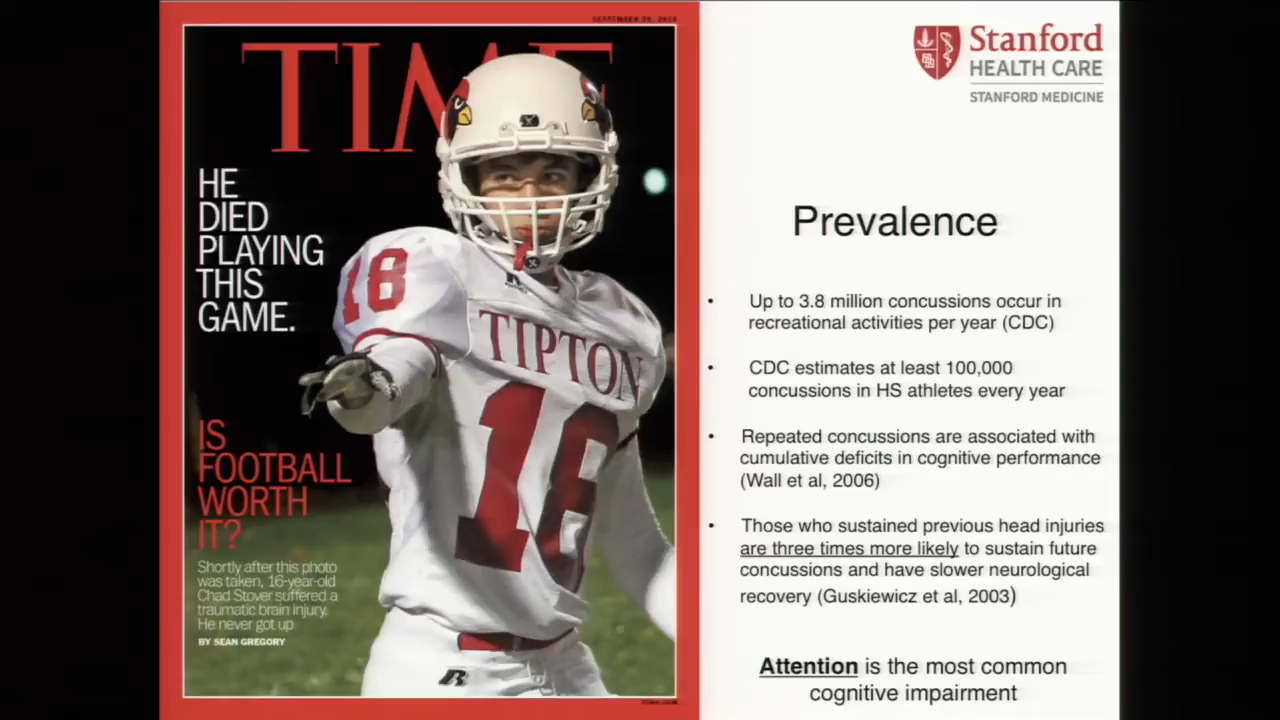 SEPTEMBER 29, 2014
TIME
HE
DIED
PLAYING
THIS
GAME.
18
TIPTON
18
IS
FOOTBALL
WORTH
IT?
Shortly after this photo
was taken, 16-year-old
Chad Stover suffered a
traumatic brain injury.
He never got up
BY SEAN GREGORY
R
Stanford
HEALTH CARE
STANFORD MEDICINE
Prevalence
• Up to 3.8 million concussions occur in
recreational activities per year (CDC)
• CDC estimates at least 100,000
concussions in HS athletes every year
• Repeated concussions are associated with
cumulative deficits in cognitive performance
(Wall et al, 2006)
• Those who sustained previous head injuries
are three times more likely to sustain future
concussions and have slower neurological
recovery (Guskiewicz et al, 2003)
Attention is the most common
cognitive impairment